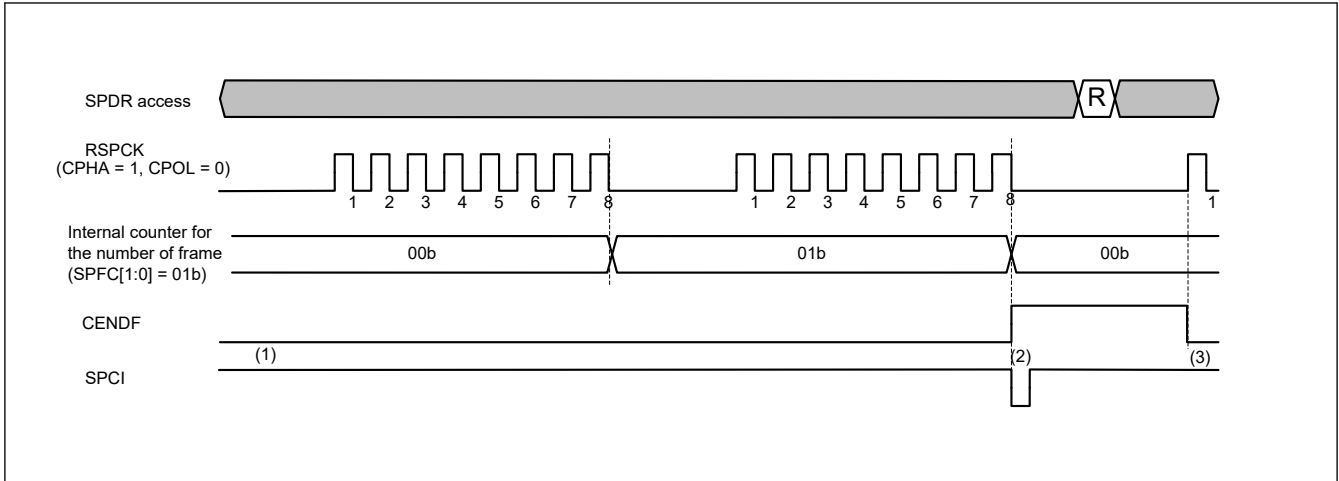 SPDR access
R
RSPCK
(CPHA = 1, CPOL = 0)
1 2 3 4 5 6 7 8 1 2 3 4 5 6 7 8 1
Internal counter for
the number of frame
(SPFC[1:0] = 01b)
00b 01b 00b
CENDF
(1) (2) (3)
SPCI